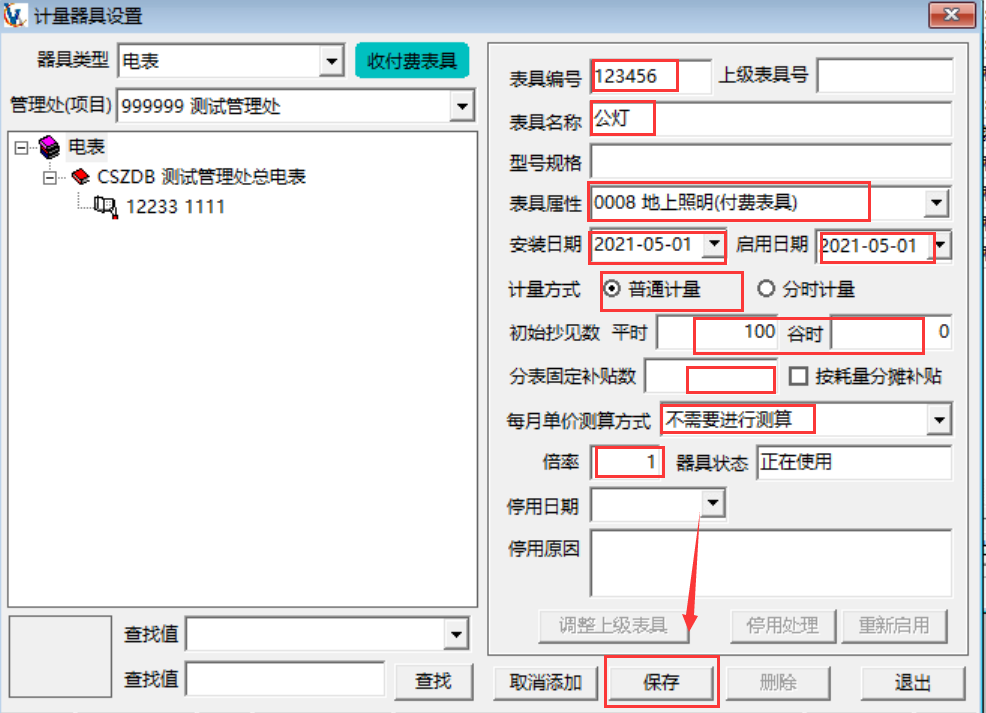 计量器具设置
器具类型 电表 收付费表具
管理处(项目) 999999 测试管理处
电表
CSZDB 测试管理处总电表
12233 1111
查找值
查找值 查找
表具编号 123456 上级表具号
表具名称 公灯
型号规格
表具属性 0008 地上照明(付费表具)
安装日期 2021-05-01 启用日期 2021-05-01
计量方式 普通计量 分时计量
初始抄见数 平时 100 谷时 0
分表固定补贴数 按耗量分摊补贴
每月单价测算方式 不需要进行测算
倍率 1 器具状态 正在使用
停用日期
停用原因
调整上级表具 停用处理 重新启用
取消添加 保存 删除 退出